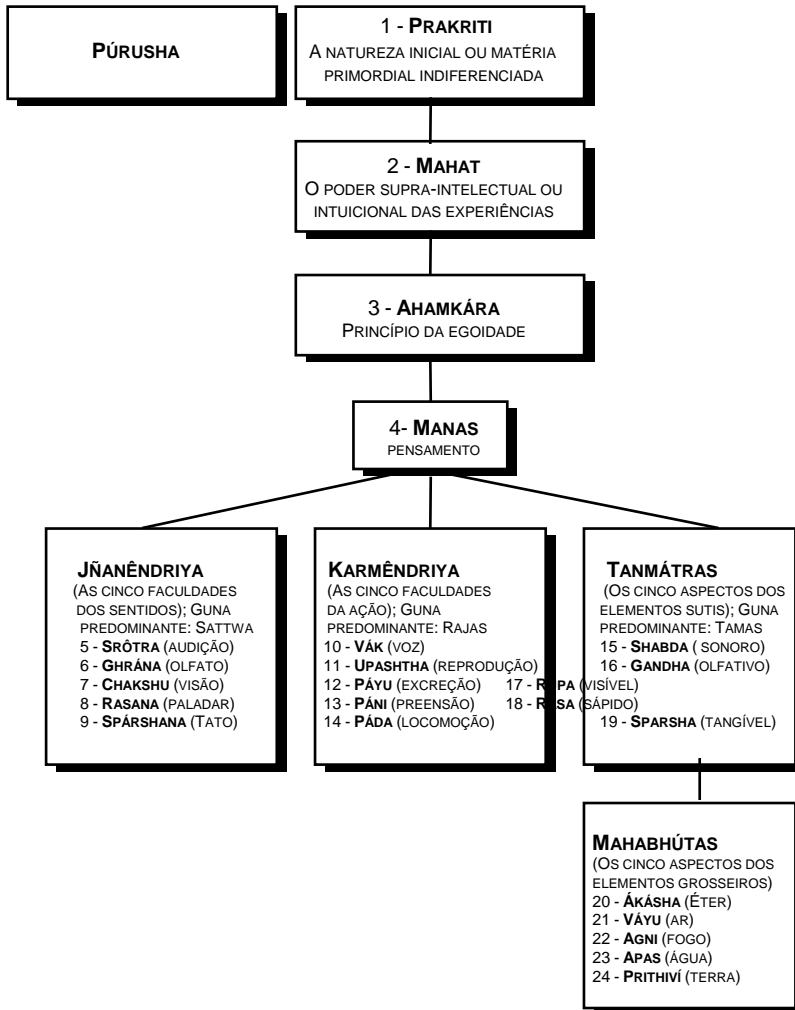 PÚRUSHA
1 - PRAKRITI
A NATUREZA INICIAL OU MATÉRIA
PRIMORDIAL INDIFERENCIADA
2 - MAHAT
O PODER SUPRA-INTELECTUAL OU
INTUICIONAL DAS EXPERIÊNCIAS
3 - AHAMKÁRA
PRINCÍPIO DA EGOIDADE
4- MANAS
PENSAMENTO
JÑANÊNDRIYA
(AS CINCO FACULDADES
DOS SENTIDOS); GUNA
PREDOMINANTE: SATTWA
5 - SRÔTRA (AUDIÇÃO)
6 - GHRÁNA (OLFATO)
7 - CHAKSHU (VISÃO)
8 - RASANA (PALADAR)
9 - SPÁRSHANA (TATO)
KARMÊNDRIYA
(AS CINCO FACULDADES
DA AÇÃO); GUNA
PREDOMINANTE: RAJAS
10 - VÁK (VOZ)
11 - UPASHTHA (REPRODUÇÃO)
12 - PÁYU (EXCREÇÃO)
13 - PÁNI (PREENSÃO)
14 - PÁDA (LOCOMOÇÃO)
TANMÁTRAS
(OS CINCO ASPECTOS DOS
ELEMENTOS SUTIS); GUNA
PREDOMINANTE: TAMAS
15 - SHABDA ( SONORO)
16 - GANDHA (OLFATIVO)
17 - (VISÍVEL)
18 - (SÁPIDO)
19 - SPARSHA (TANGÍVEL)
MAHABHÚTAS
(OS CINCO ASPECTOS DOS
ELEMENTOS GROSSEIROS)
20 - ÁKÁSHA (ÉTER)
21 - VÁYU (AR)
22 - AGNI (FOGO)
23 - APAS (ÁGUA)
24 - PRITHIVÍ (TERRA)